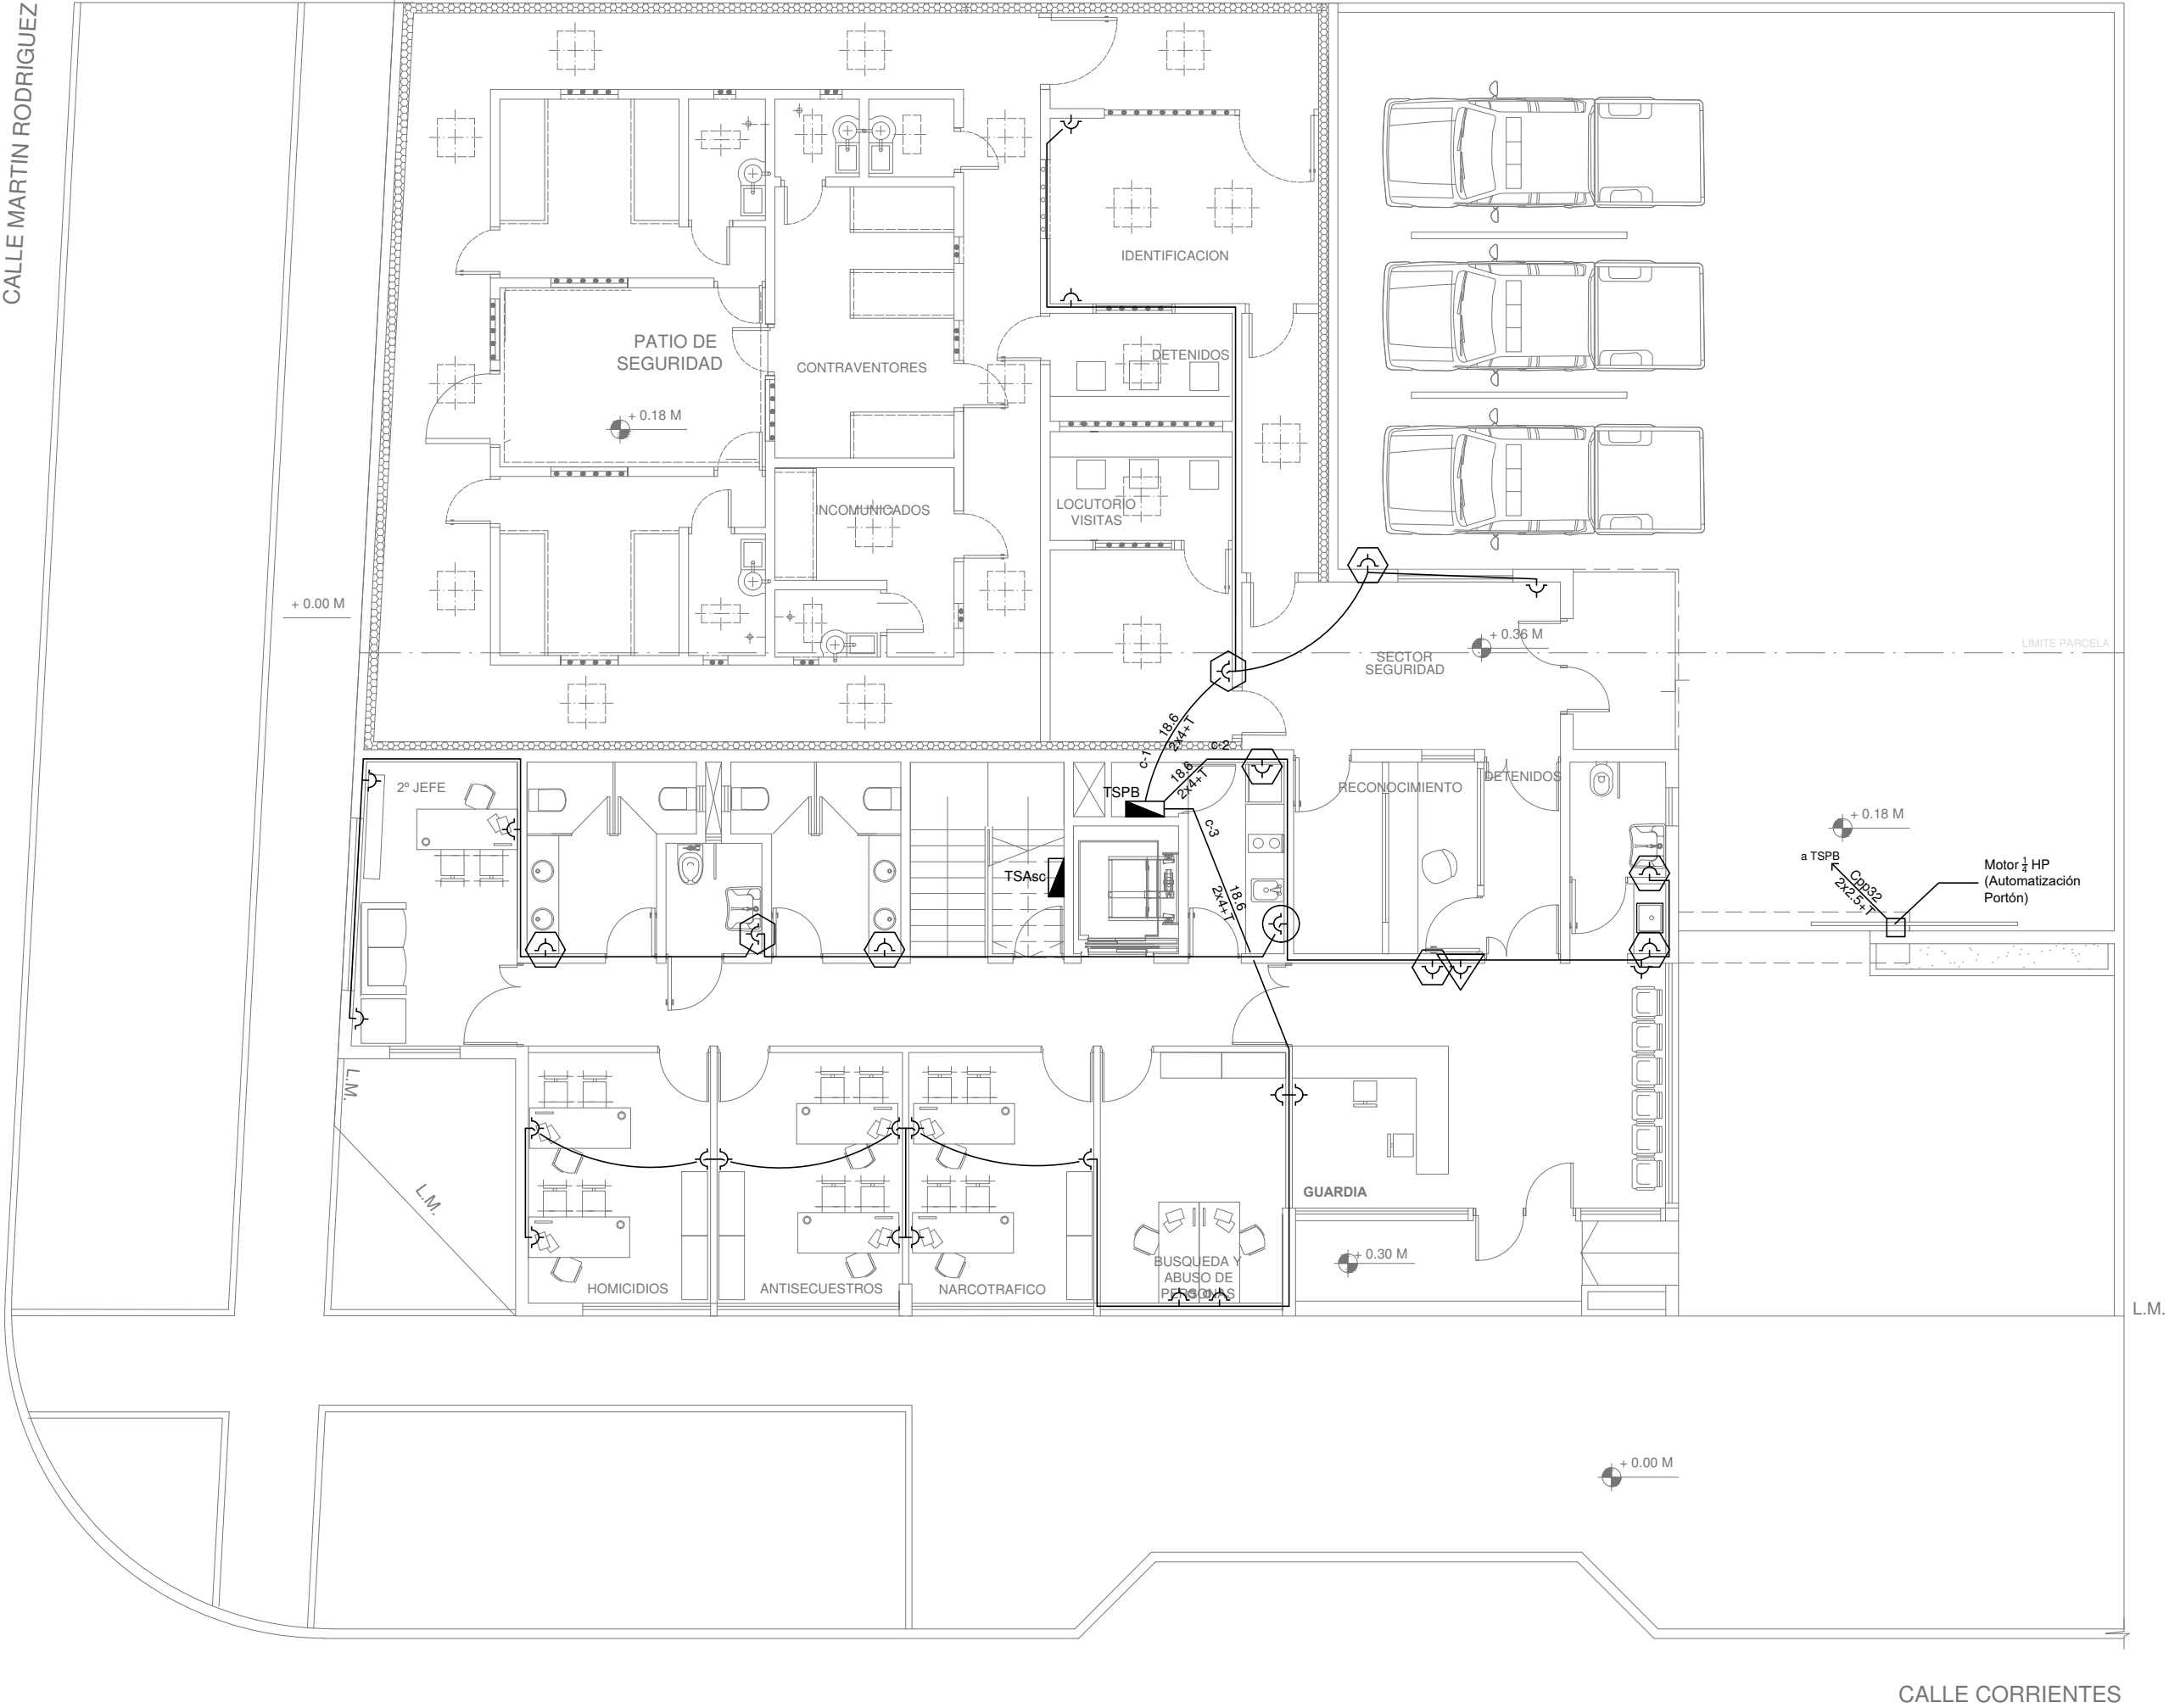 CALLE MARTIN RODRIGUEZ
IDENTIFICACION
PATIO DE
SEGURIDAD
CONTRAVENTORES
DETENIDOS
+ 0.18 M
LOCUTORIO
VISITAS
INCOMUNICADOS
+ 0.00 M
+ 0.36 M
LIMITE PARCELA
SECTOR
SEGURIDAD
c-1
18.6
2x4+T
c-2
18.6
2x4+T
2º JEFE
TSPB
RECONOCIMIENTO
DETENIDOS
+ 0.18 M
c-3
18.6
2x4+T
TSAsc
a TSPB
Cpp32
2x2.5+T
Motor ¼ HP
(Automatización
Portón)
L.M.
L.M.
GUARDIA
+ 0.30 M
HOMICIDIOS
ANTISECUESTROS
NARCOTRAFICO
BUSQUEDA Y
ABUSO DE
PERSONAS
L.M.
+ 0.00 M
CALLE CORRIENTES